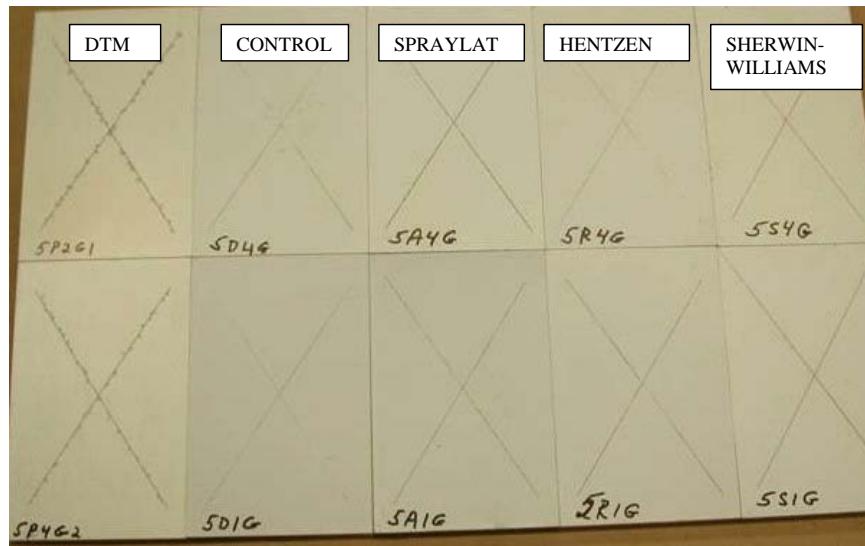 DTM
CONTROL
SPRAYLAT
HENTZEN
SHERWIN-
WILLIAMS
5P2G1
5D4G
5A4G
5R4G
5S4G
5P4G2
5D1G
5A1G
5R1G
5S1G